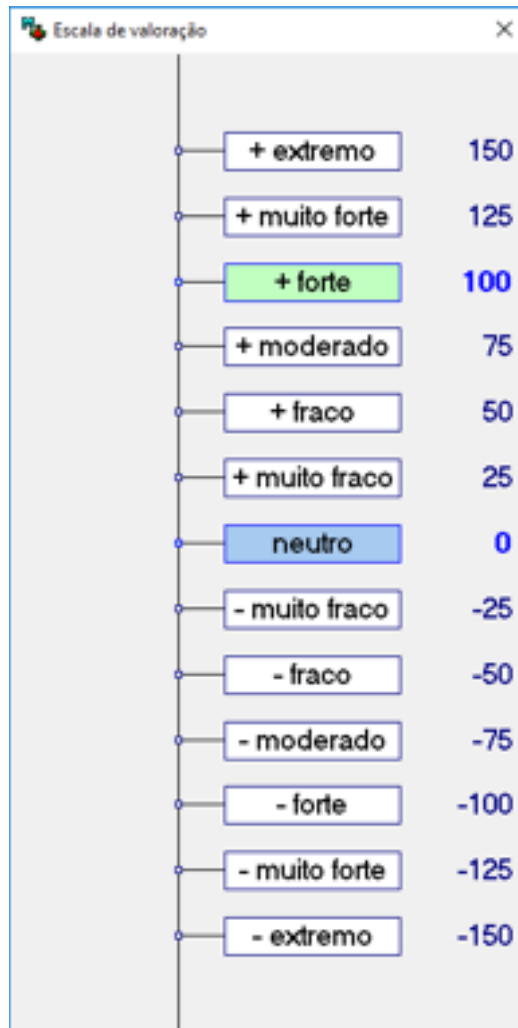 Escala de valoração
+ extremo 150
+ muito forte 125
+ forte 100
+ moderado 75
+ fraco 50
+ muito fraco 25
neutro 0
- muito fraco -25
- fraco -50
- moderado -75
- forte -100
- muito forte -125
- extremo -150